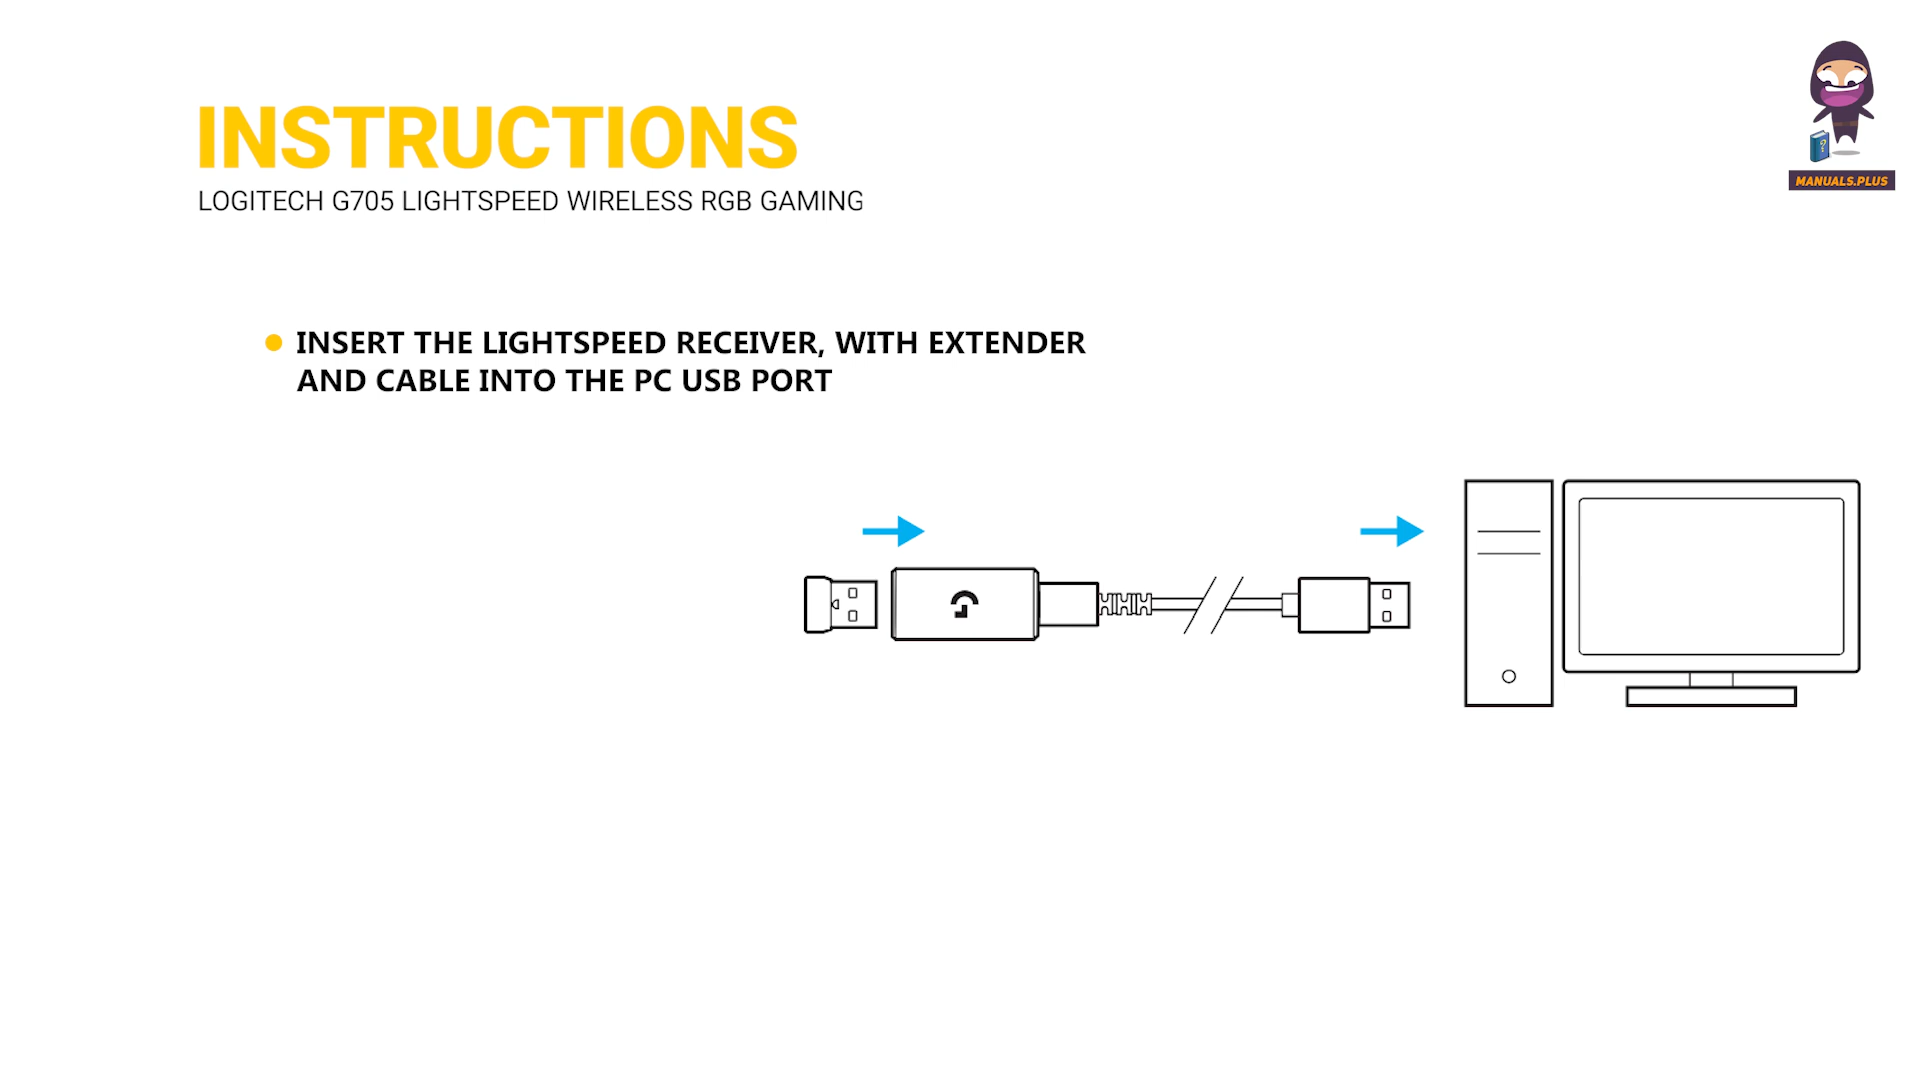 INSTRUCTIONS
LOGITECH G705 LIGHTSPEED WIRELESS RGB GAMING
MANUALS.PLUS
INSERT THE LIGHTSPEED RECEIVER, WITH EXTENDER
AND CABLE INTO THE PC USB PORT